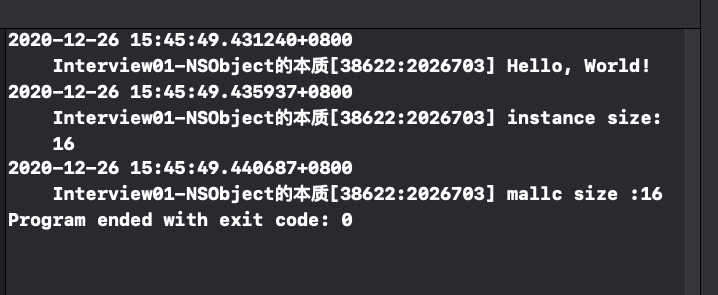 2020-12-26 15:45:49.431240+0800
Interview01-NSObject的本质[38622:2026703] Hello, World!
2020-12-26 15:45:49.435937+0800
Interview01-NSObject的本质[38622:2026703] instance size:
16
2020-12-26 15:45:49.440687+0800
Interview01-NSObject的本质[38622:2026703] mallc size :16
Program ended with exit code: 0